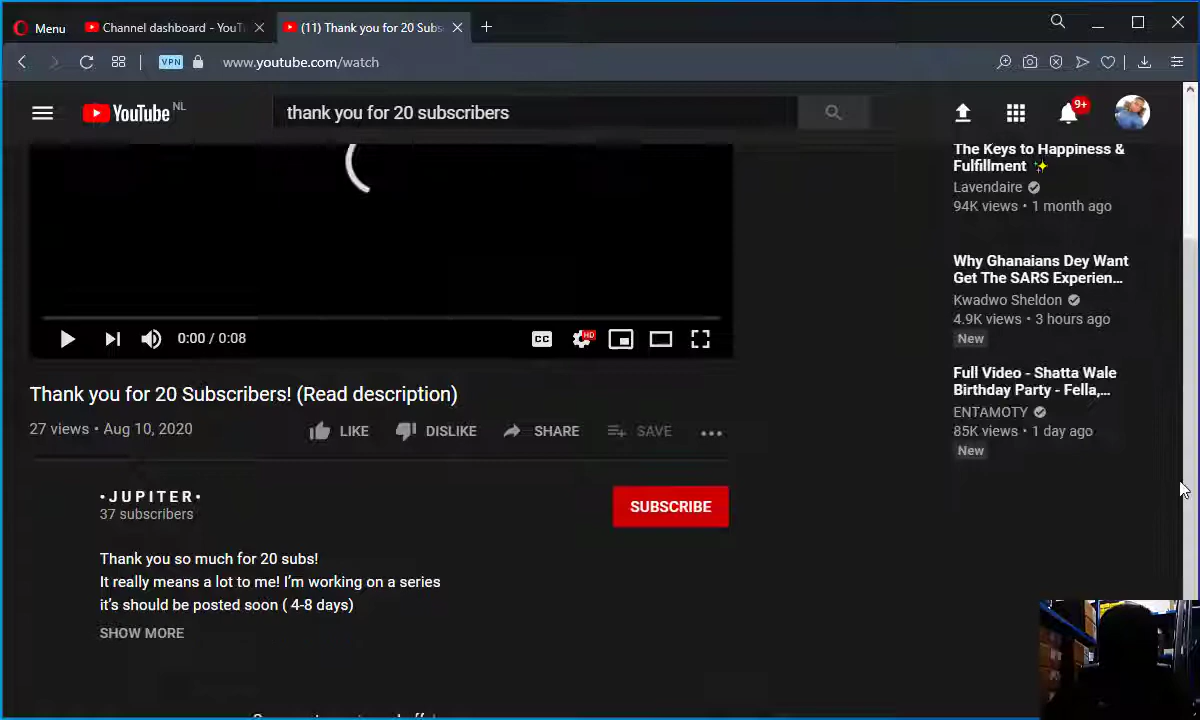 Menu
Channel dashboard - YouT
(11) Thank you for 20 Subs
VPN
www.youtube.com/watch
YouTube NL
thank you for 20 subscribers
9+
The Keys to Happiness &
Fulfillment ✨
Lavendaire
94K views • 1 month ago
Why Ghanaians Dey Want
Get The SARS Experien...
Kwadwo Sheldon
4.9K views • 3 hours ago
New
Full Video - Shatta Wale
Birthday Party - Fella,...
ENTAMOTY
85K views • 1 day ago
New
0:00 / 0:08
CC
HD
Thank you for 20 Subscribers! (Read description)
27 views • Aug 10, 2020
LIKE
DISLIKE
SHARE
SAVE
•JUPITER•
37 subscribers
SUBSCRIBE
Thank you so much for 20 subs!
It really means a lot to me! I’m working on a series
it’s should be posted soon ( 4-8 days)
SHOW MORE